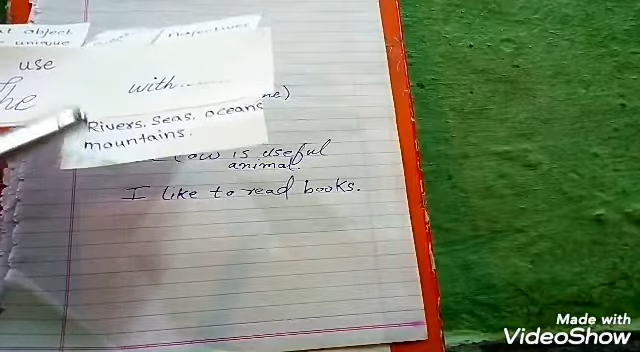 object
unique
use
The
with......
Rivers, Seas, oceans
mountains.
ne)
Cow is useful
animal.
I like to read books.
Made with
VideoShow